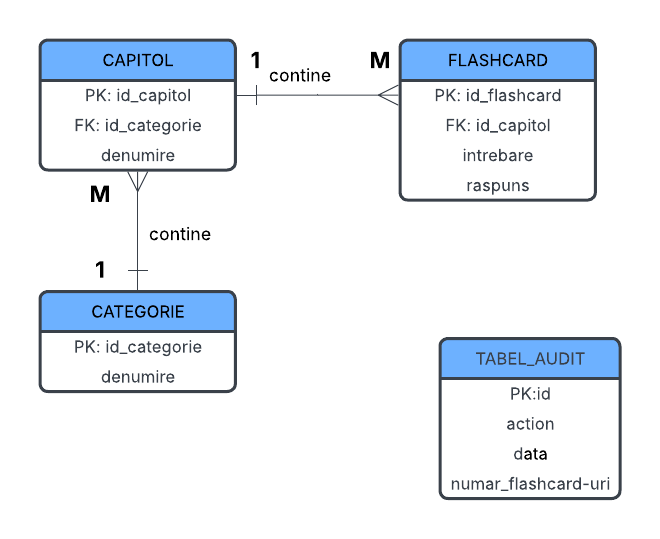 CAPITOL
PK: id_capitol
FK: id_categorie
denumire
1
contine
M
FLASHCARD
PK: id_flashcard
FK: id_capitol
intrebare
raspuns
M
contine
1
CATEGORIE
PK: id_categorie
denumire
TABEL_AUDIT
PK:id
action
data
numar_flashcard-uri